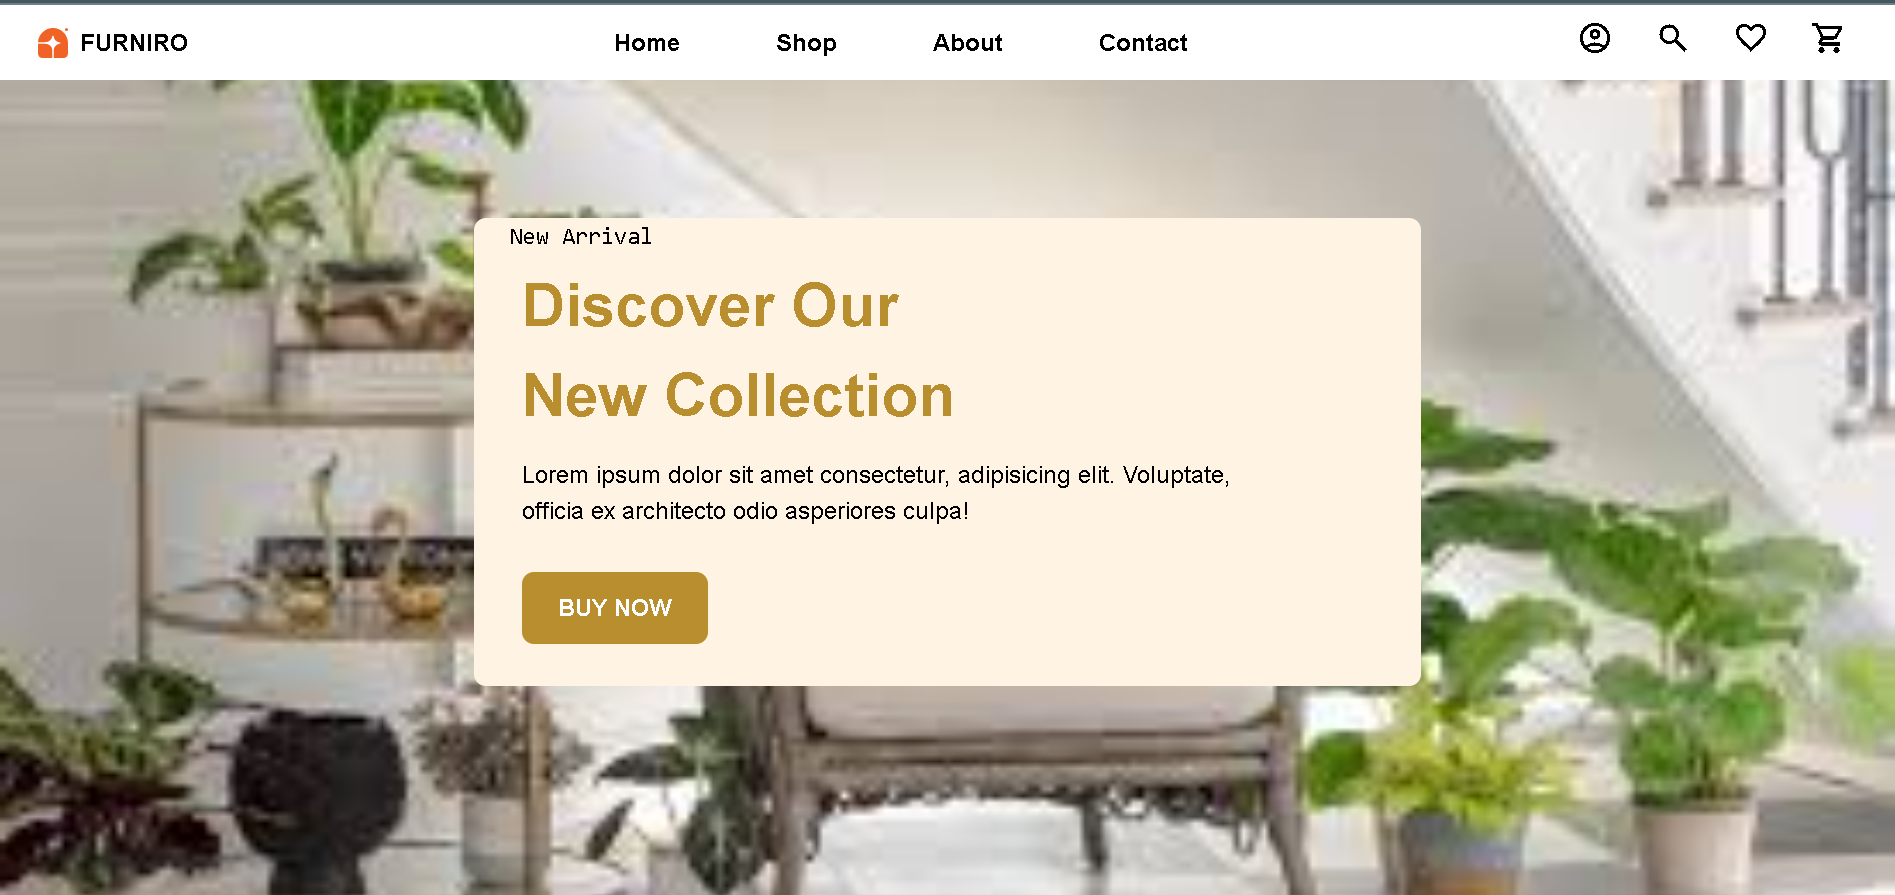 FURNIRO
Home Shop About Contact
New Arrival
Discover Our
New Collection
Lorem ipsum dolor sit amet consectetur, adipisicing elit. Voluptate,
officia ex architecto odio asperiores culpa!
BUY NOW